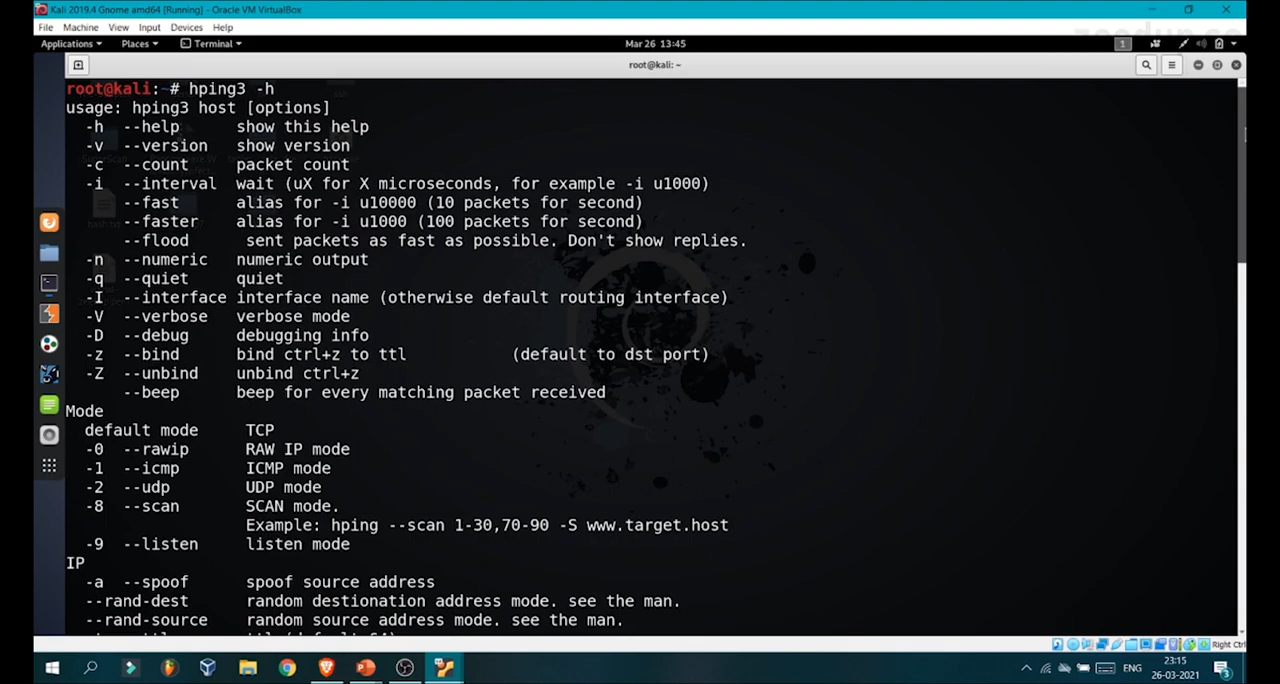 Kali 2019.4 Gnome amd64 [Running] - Oracle VM VirtualBox
File Machine View Input Devices Help
Applications Places Terminal Mar 26 13:45 1
root@kali: ~
root@kali:~# hping3 -h
usage: hping3 host [options]
-h --help show this help
-v --version show version
-c --count packet count
-i --interval wait (uX for X microseconds, for example -i u1000)
--fast alias for -i u10000 (10 packets for second)
--faster alias for -i u1000 (100 packets for second)
--flood sent packets as fast as possible. Don't show replies.
-n --numeric numeric output
-q --quiet quiet
-I --interface interface name (otherwise default routing interface)
-V --verbose verbose mode
-D --debug debugging info
-z --bind bind ctrl+z to ttl (default to dst port)
-Z --unbind unbind ctrl+z
--beep beep for every matching packet received
Mode
default mode TCP
-0 --rawip RAW IP mode
-1 --icmp ICMP mode
-2 --udp UDP mode
-8 --scan SCAN mode.
Example: hping --scan 1-30,70-90 -S www.target.host
-9 --listen listen mode
IP
-a --spoof spoof source address
--rand-dest random destionation address mode. see the man.
--rand-source random source address mode. see the man.
Right Ctrl
ENG
23:15
26-03-2021
3